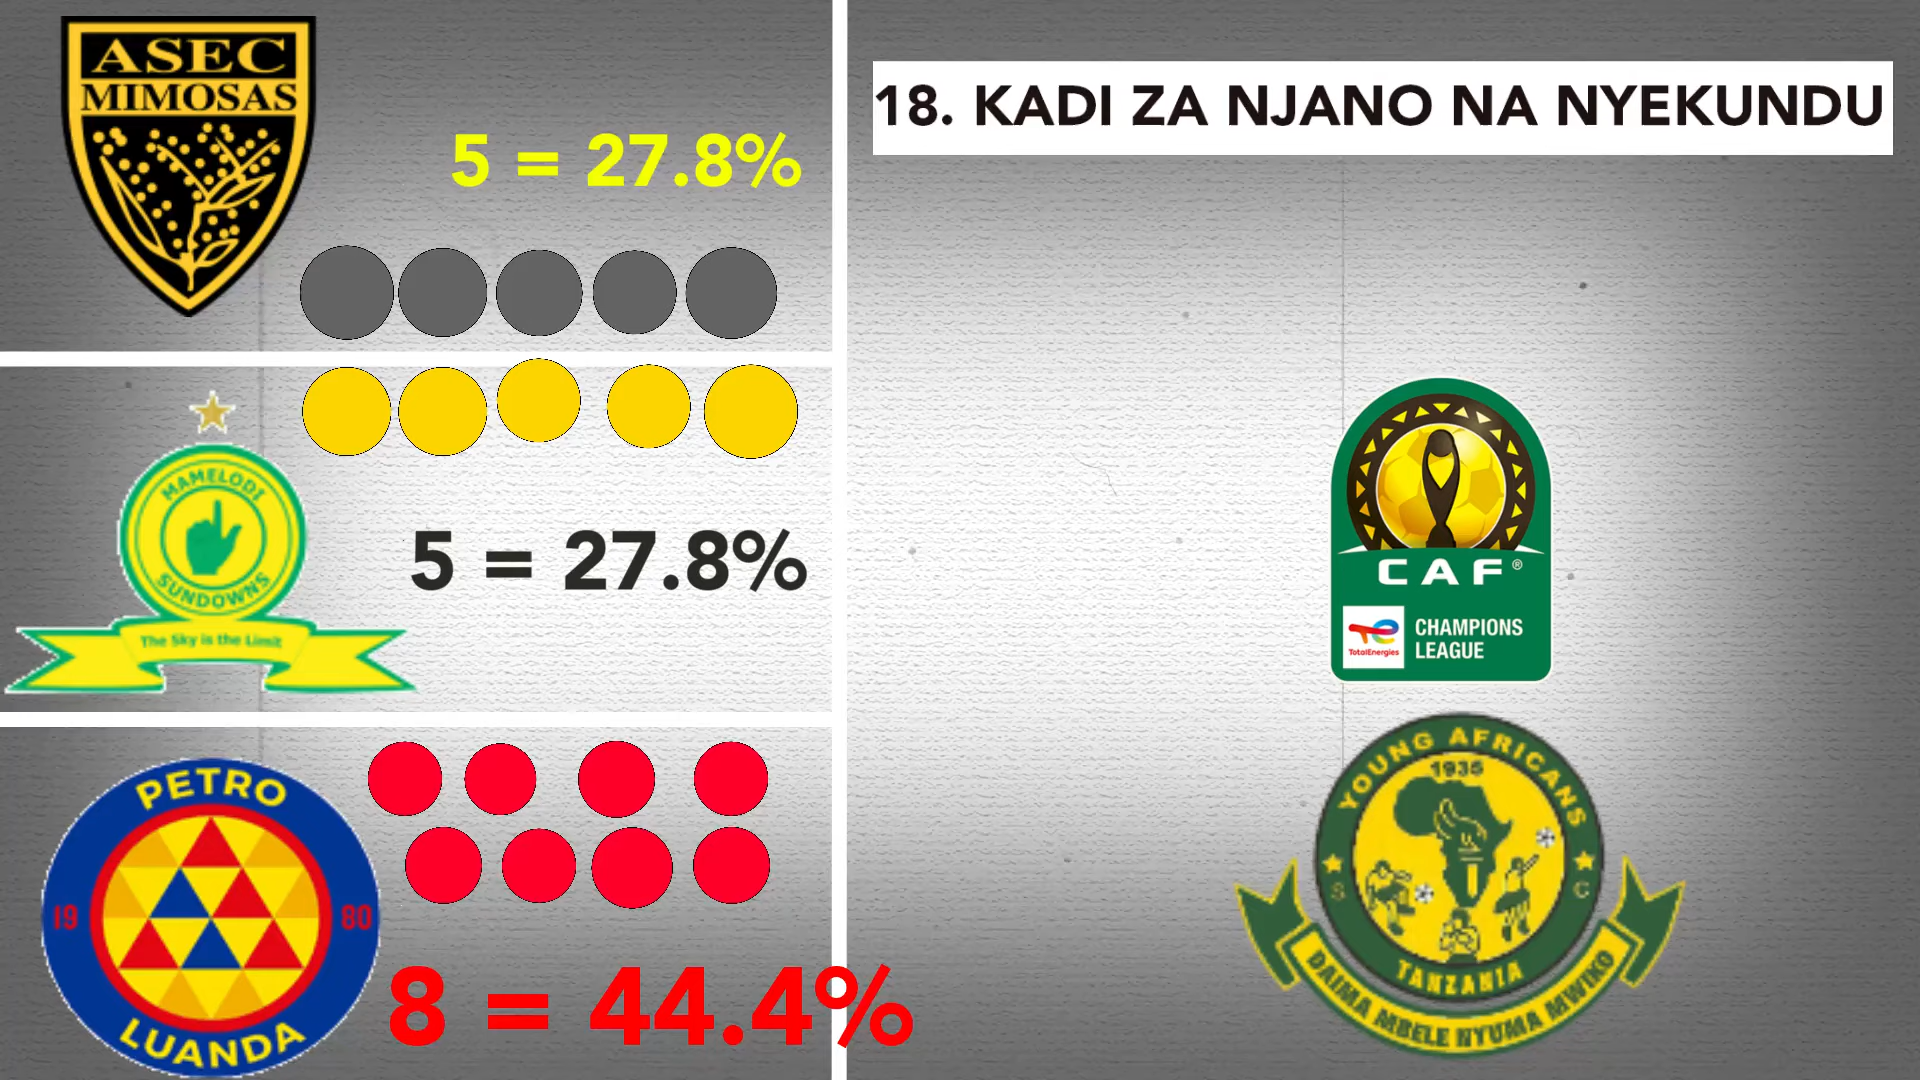 ASEC
MIMOSAS
5 = 27.8%
18. KADI ZA NJANO NA NYEKUNDU
MAMELODI
SUNDOWNS
The Sky is the Limit
5 = 27.8%
CAF®
TotalEnergies
CHAMPIONS
LEAGUE
PETRO
19 80
LUANDA
8 = 44.4%
YOUNG AFRICANS
1935
S C
TANZANIA
DAIMA MBELE NYUMA MWIKO